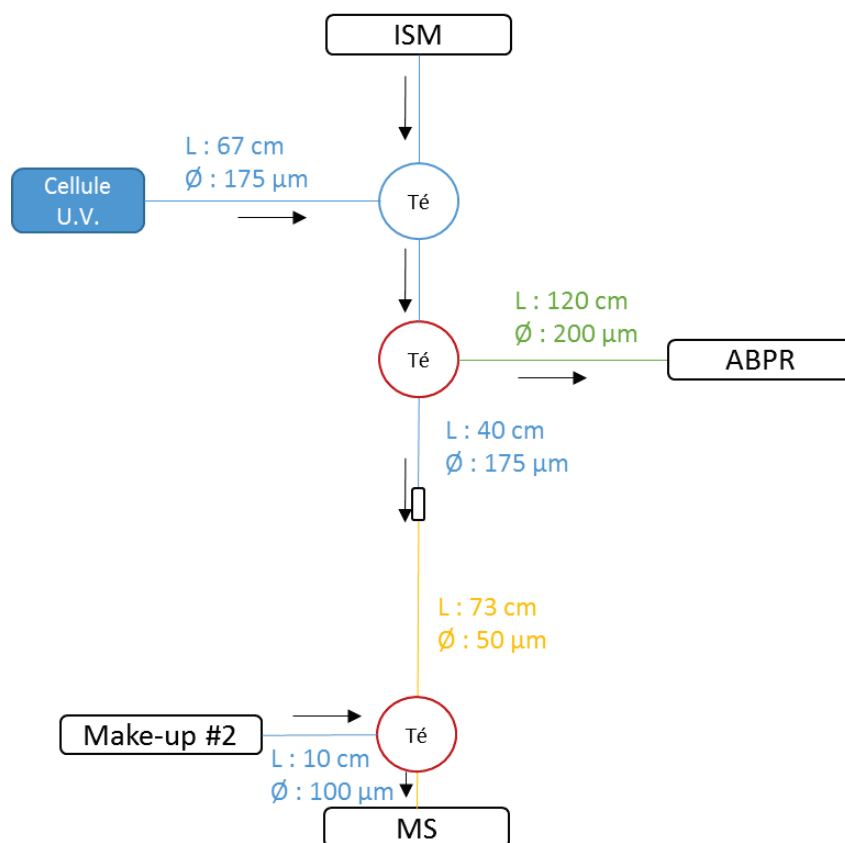 ISM
L : 67 cm
Ø : 175 µm
Cellule
U.V.
Té
L : 120 cm
Ø : 200 µm
Té
ABPR
L : 40 cm
Ø : 175 µm
L : 73 cm
Ø : 50 µm
Té
Make-up #2
L : 10 cm
Ø : 100 µm
MS